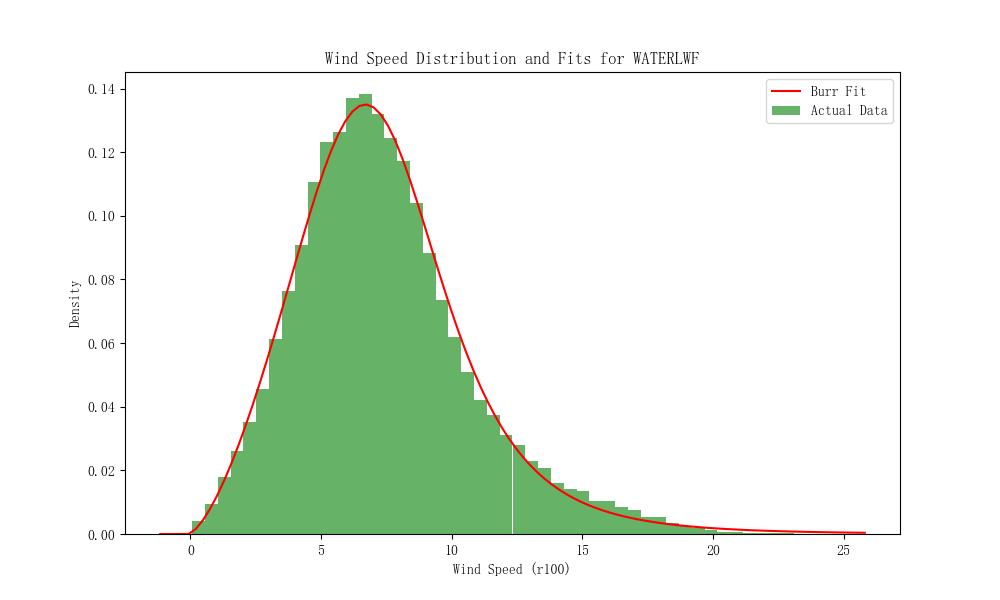 Wind Speed Distribution and Fits for WATERLWF
Burr Fit
Actual Data
0.14
0.12
0.10
0.08
0.06
0.04
0.02
0.00
Density
0
5
10
15
20
25
Wind Speed (r100)